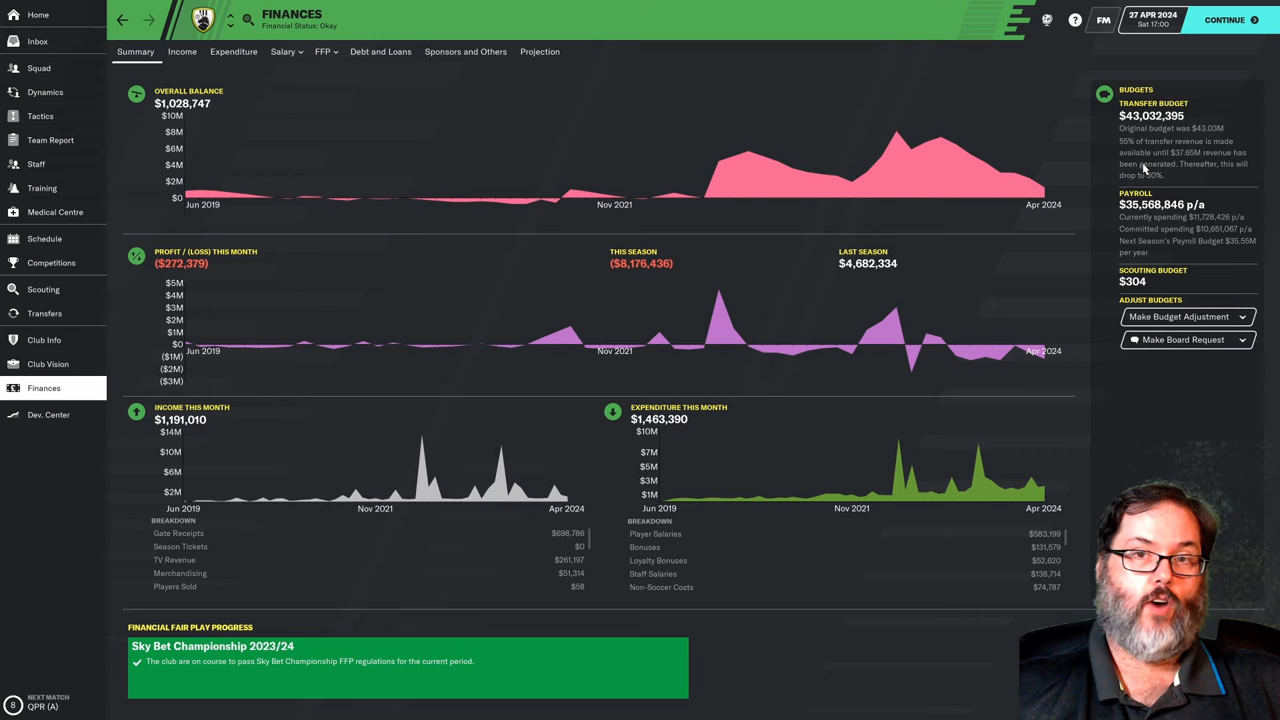 Home
Inbox
Squad
Dynamics
Tactics
Team Report
Staff
Training
Medical Centre
Schedule
Competitions
Scouting
Transfers
Club Info
Club Vision
Finances
Dev. Center
8
NEXT MATCH
QPR (A)
FINANCES
Financial Status: Okay
?
FM
27 APR 2024
Sat 17:00
CONTINUE
Summary
Income
Expenditure
Salary
FFP
Debt and Loans
Sponsors and Others
Projection
OVERALL BALANCE
$1,028,747
$10M
$8M
$6M
$4M
$2M
$0
Jun 2019
Nov 2021
Apr 2024
PROFIT / (LOSS) THIS MONTH
($272,379)
THIS SEASON
($8,176,436)
LAST SEASON
$4,682,334
$5M
$4M
$3M
$2M
$1M
$0
($1M)
($2M)
($3M)
Jun 2019
Nov 2021
Apr 2024
INCOME THIS MONTH
$1,191,010
$14M
$10M
$6M
$2M
Jun 2019
Nov 2021
Apr 2024
BREAKDOWN
Gate Receipts $698,786
Season Tickets $0
TV Revenue $261,197
Merchandising $51,314
Players Sold $58
EXPENDITURE THIS MONTH
$1,463,390
$10M
$7M
$5M
$3M
$1M
Jun 2019
Nov 2021
Apr 2024
BREAKDOWN
Player Salaries $583,199
Bonuses $131,579
Loyalty Bonuses $52,620
Staff Salaries $138,714
Non-Soccer Costs $74,787
FINANCIAL FAIR PLAY PROGRESS
Sky Bet Championship 2023/24
The club are on course to pass Sky Bet Championship FFP regulations for the current period.
BUDGETS
TRANSFER BUDGET
$43,032,395
Original budget was $43.03M
55% of transfer revenue is made
available until $37.65M revenue has
been generated. Thereafter, this will
drop to
PAYROLL
$35,568,846 p/a
Currently spending $11,728,426 p/a
Committed spending $10,651,067 p/a
Next Season's Payroll Budget $35.55M
per year
SCOUTING BUDGET
$304
ADJUST BUDGETS
Make Budget Adjustment
Make Board Request